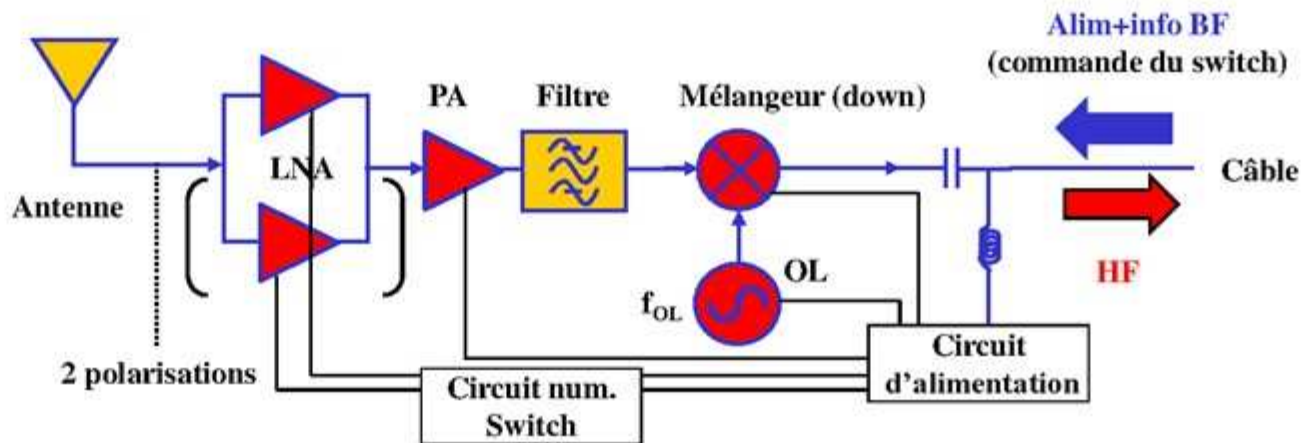 Alim+info BF
(commande du switch)
PA
Filtre
Mélangeur (down)
LNA
Câble
Antenne
HF
OL
fOL
2 polarisations
Circuit num.
Switch
Circuit
d'alimentation